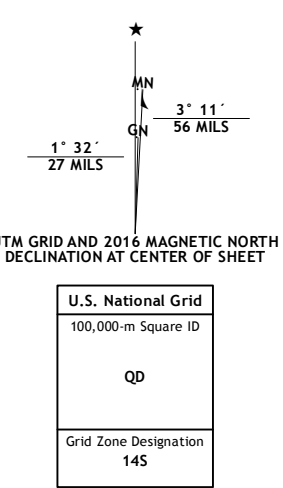 ★
MN
3° 11´
56 MILS
GN
1° 32´
27 MILS
UTM GRID AND 2016 MAGNETIC NORTH
DECLINATION AT CENTER OF SHEET
U.S. National Grid
100,000-m Square ID
QD
Grid Zone Designation
14S